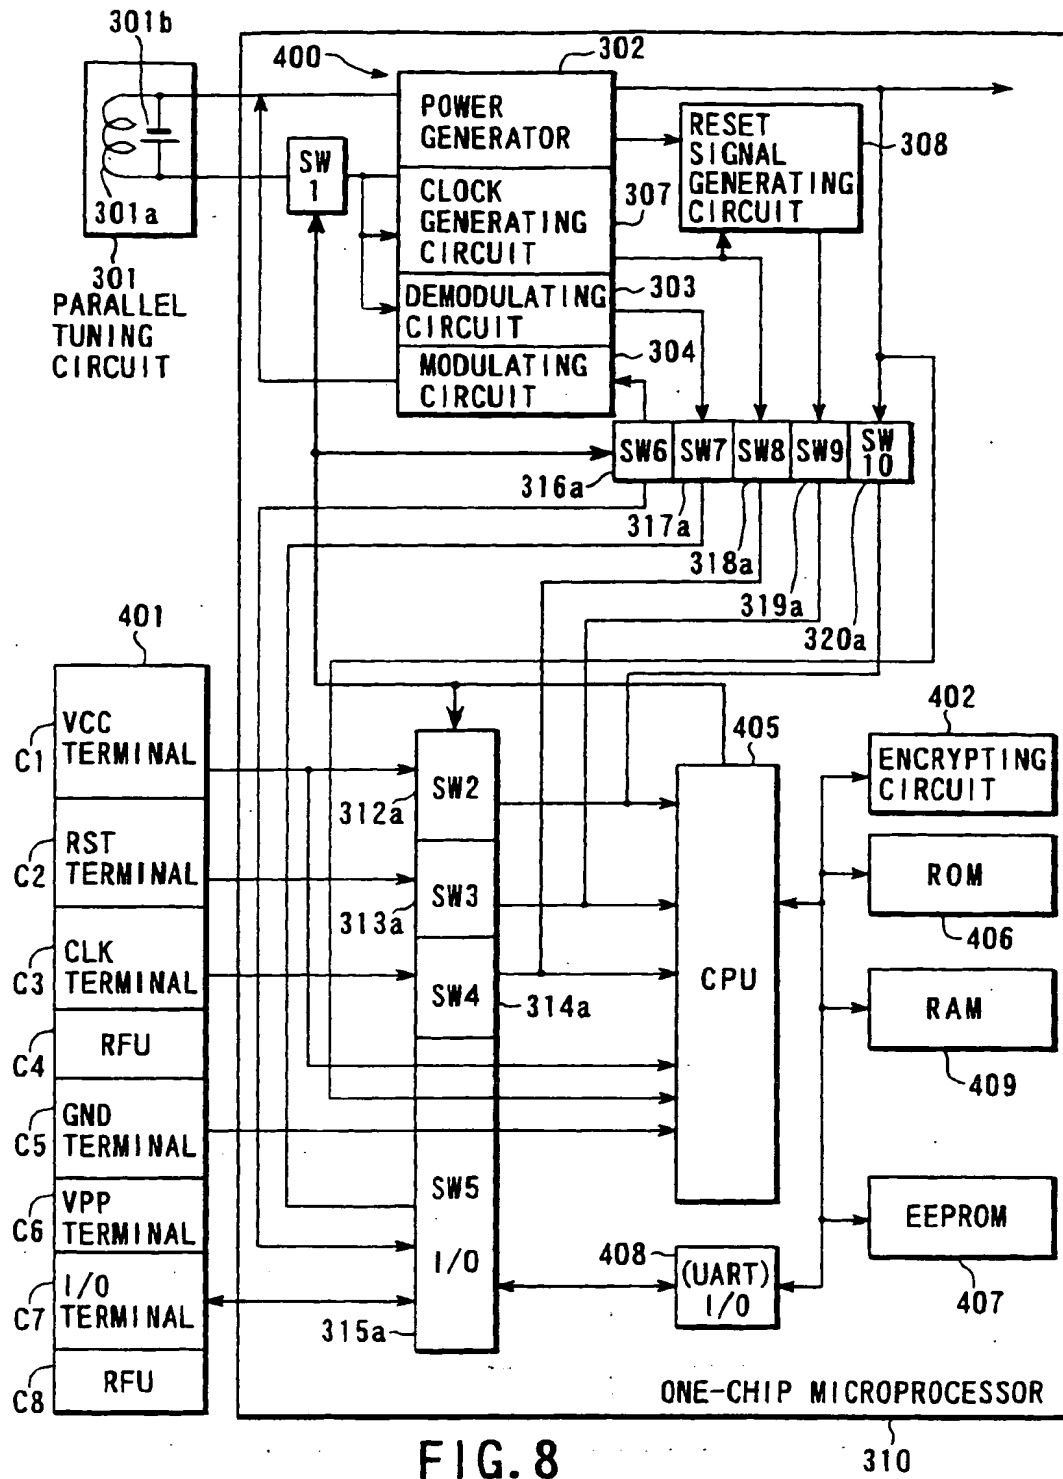 301b
400
302
POWER
GENERATOR
SW
1
RESET
SIGNAL
GENERATING
CIRCUIT
308
301a
CLOCK
GENERATING
CIRCUIT
307
301
PARALLEL
TUNING
CIRCUIT
DEMODULATING
CIRCUIT
303
MODULATING
CIRCUIT
304
SW6
SW7
SW8
SW9
SW
10
316a
317a
318a
319a
320a
401
C1
VCC
TERMINAL
C2
RST
TERMINAL
C3
CLK
TERMINAL
C4
RFU
C5
GND
TERMINAL
C6
VPP
TERMINAL
C7
I/O
TERMINAL
C8
RFU
312a
SW2
313a
SW3
SW4
314a
SW5
I/O
315a
405
CPU
402
ENCRYPTING
CIRCUIT
ROM
406
RAM
409
EEPROM
407
408
(UART)
I/O
ONE-CHIP MICROPROCESSOR
310
FIG. 8